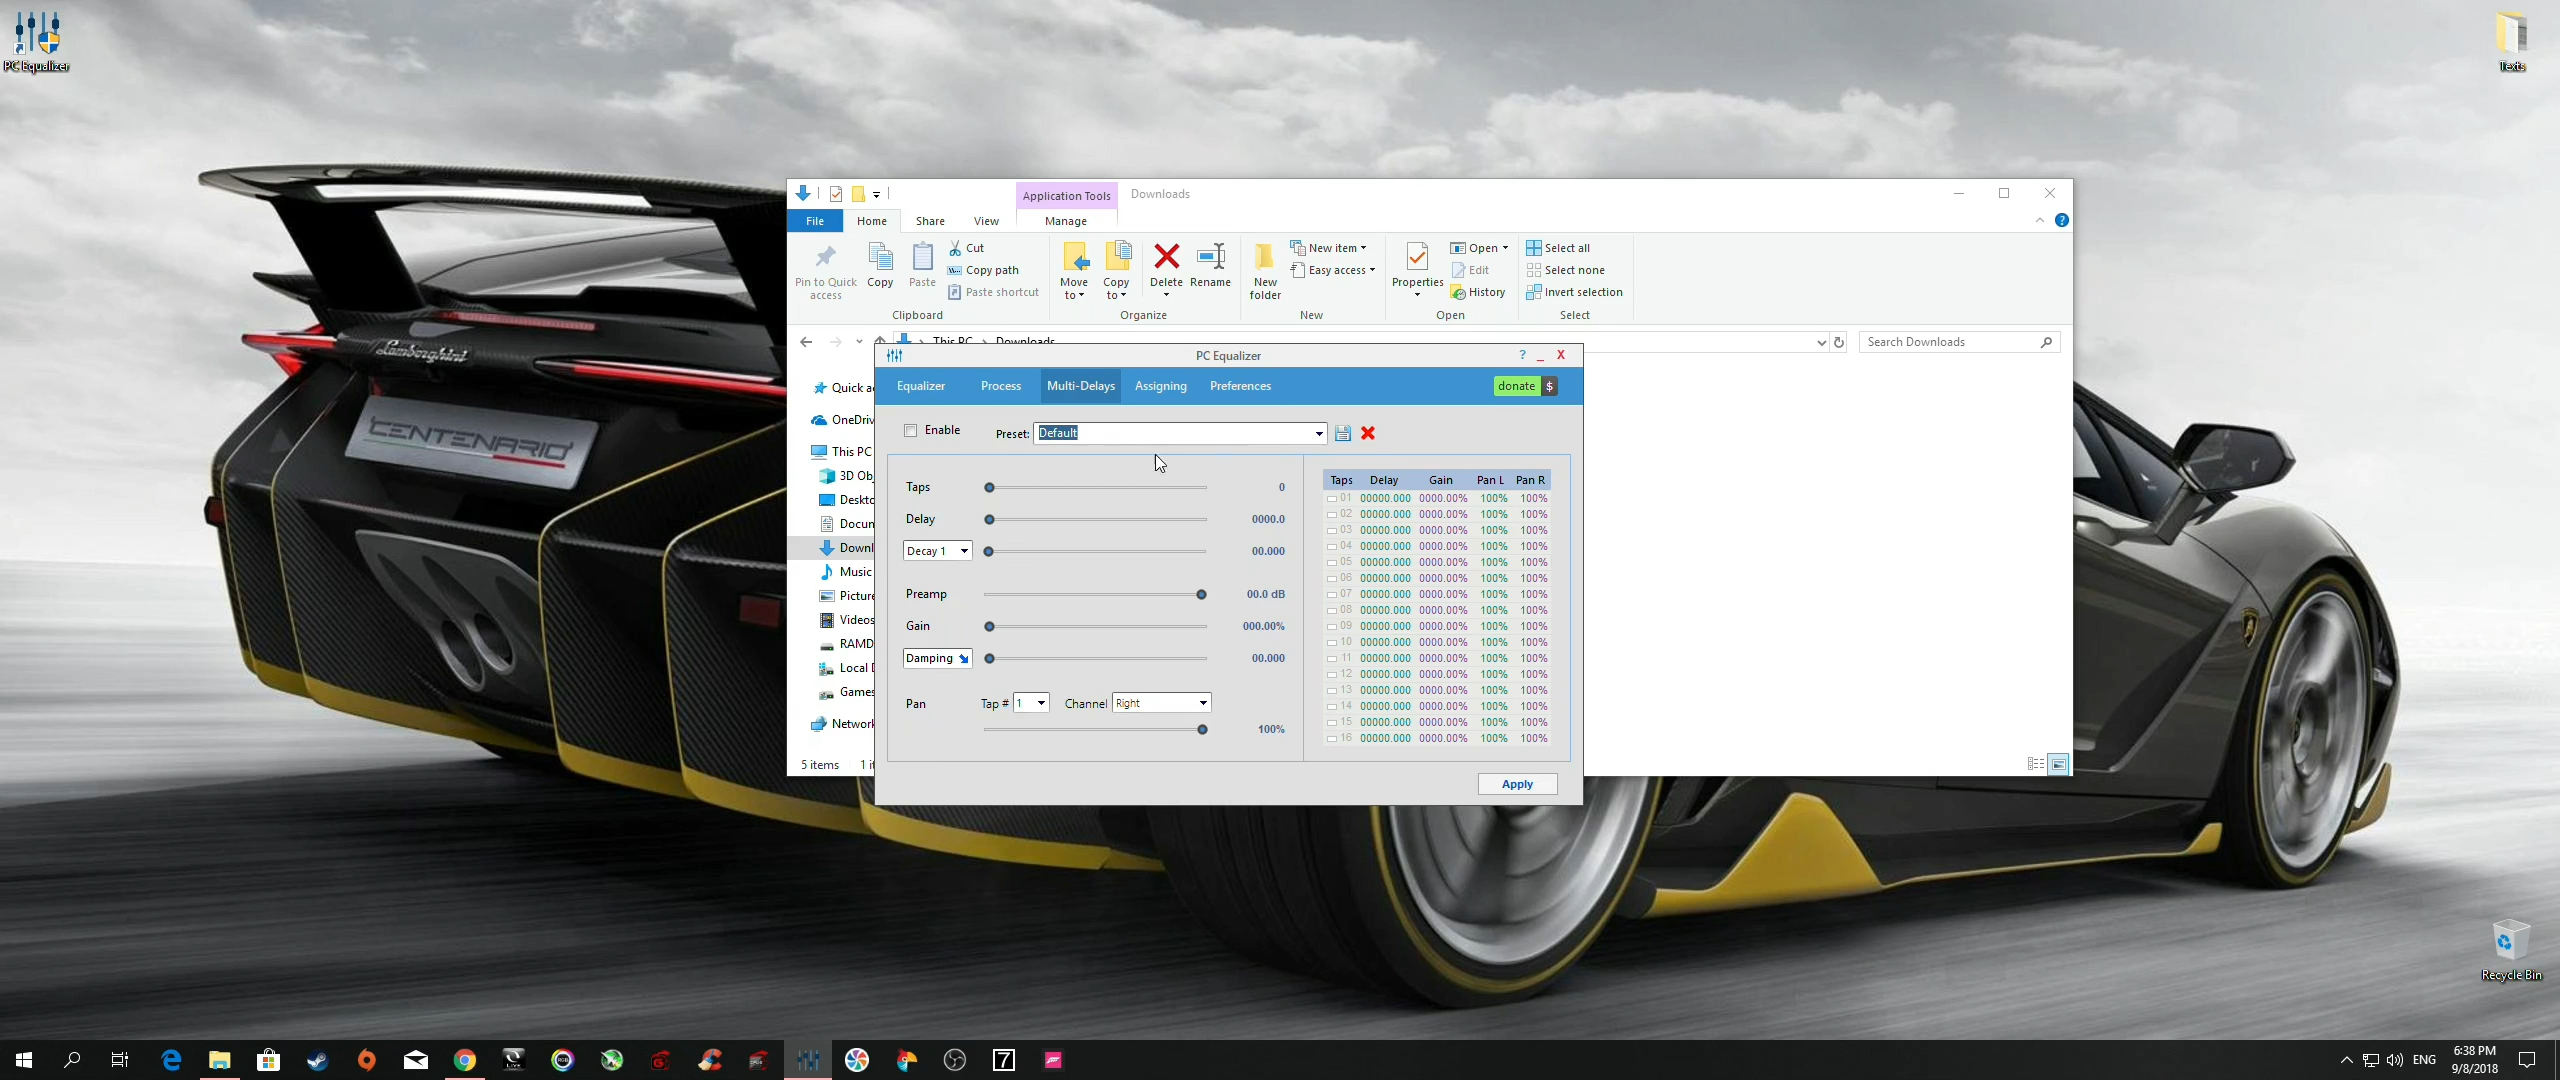 PC Equalizer
Texts
Lamborghini
CENTENARIO
Application Tools
Downloads
File
Home
Share
View
Manage
Pin to Quick access
Copy
Paste
Cut
Copy path
Paste shortcut
Clipboard
Move to
Copy to
Delete
Rename
Organize
New folder
New item
Easy access
New
Properties
Open
Edit
History
Open
Select all
Select none
Invert selection
Select
This PC
Downloads
Search Downloads
Quick a
OneDriv
This PC
3D Obj
Deskto
Docum
Downl
Music
Picture
Videos
RAMD
Local D
Games
Network
5 items
1 it
PC Equalizer
? _ X
Equalizer
Process
Multi-Delays
Assigning
Preferences
donate $
Enable
Preset: Default
Taps 0
Delay 0000.0
Decay 1 00.000
Preamp 00.0 dB
Gain 000.00%
Damping 00.000
Pan Tap # 1 Channel Right
100%
Taps Delay Gain Pan L Pan R
01 00000.000 0000.00% 100% 100%
02 00000.000 0000.00% 100% 100%
03 00000.000 0000.00% 100% 100%
04 00000.000 0000.00% 100% 100%
05 00000.000 0000.00% 100% 100%
06 00000.000 0000.00% 100% 100%
07 00000.000 0000.00% 100% 100%
08 00000.000 0000.00% 100% 100%
09 00000.000 0000.00% 100% 100%
10 00000.000 0000.00% 100% 100%
11 00000.000 0000.00% 100% 100%
12 00000.000 0000.00% 100% 100%
13 00000.000 0000.00% 100% 100%
14 00000.000 0000.00% 100% 100%
15 00000.000 0000.00% 100% 100%
16 00000.000 0000.00% 100% 100%
Apply
Recycle Bin
LIVE
RGB
7
ENG
6:38 PM
9/8/2018